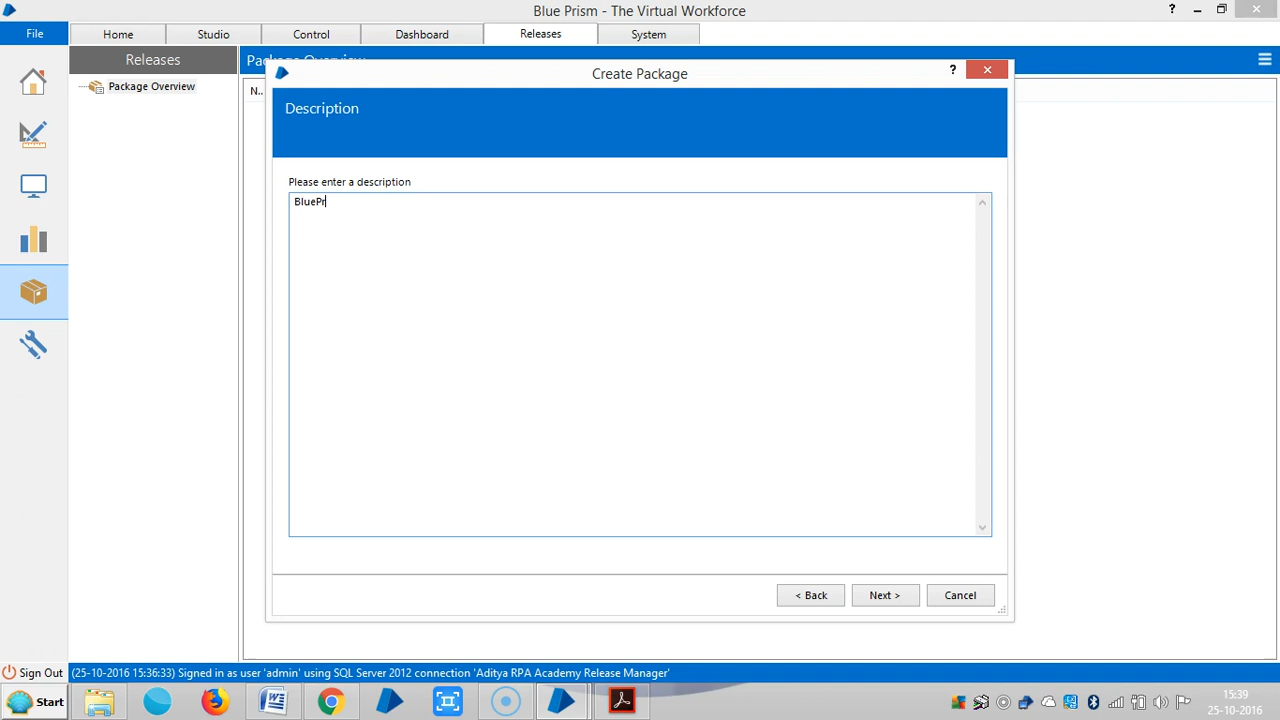 Blue Prism - The Virtual Workforce
?
File
Home
Studio
Control
Dashboard
Releases
System
Releases
Package Overview
Package Overview
N..
Create Package
?
Description
Please enter a description
BluePr
< Back
Next >
Cancel
Sign Out
(25-10-2016 15:36:33) Signed in as user 'admin' using SQL Server 2012 connection 'Aditya RPA Academy Release Manager'
Start
15:39
25-10-2016